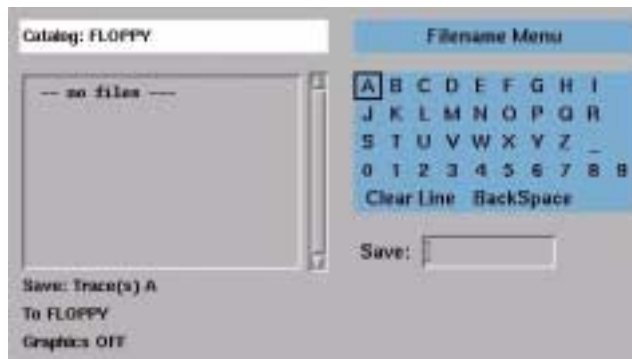 Catalog: FLOPPY
-- no files ---
Save: Trace(s) A
To FLOPPY
Graphics OFF
Filename Menu
A B C D E F G H I
J K L M N O P Q R
S T U V W X Y Z _
0 1 2 3 4 5 6 7 8 9
Clear Line BackSpace
Save: